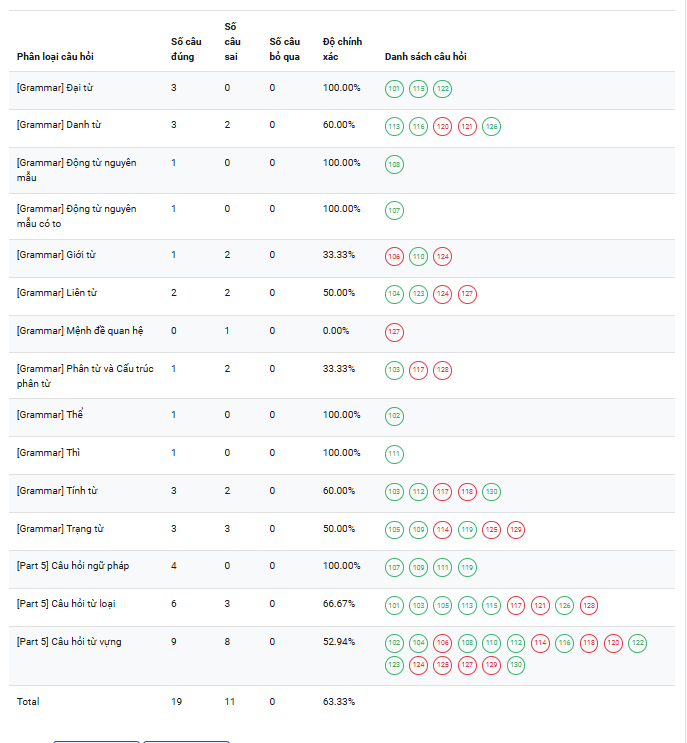 Phân loại câu hỏi Số câu đúng Số câu sai Số câu bỏ qua Độ chính xác Danh sách câu hỏi
[Grammar] Đại từ 3 0 0 100.00% 101 115 122
[Grammar] Danh từ 3 2 0 60.00% 113 116 120 121 126
[Grammar] Động từ nguyên mẫu 1 0 0 100.00% 108
[Grammar] Động từ nguyên mẫu có to 1 0 0 100.00% 107
[Grammar] Giới từ 1 2 0 33.33% 106 110 124
[Grammar] Liên từ 2 2 0 50.00% 104 123 124 127
[Grammar] Mệnh đề quan hệ 0 1 0 0.00% 127
[Grammar] Phân từ và Cấu trúc phân từ 1 2 0 33.33% 103 117 128
[Grammar] Thể 1 0 0 100.00% 102
[Grammar] Thì 1 0 0 100.00% 111
[Grammar] Tính từ 3 2 0 60.00% 103 112 117 118 130
[Grammar] Trạng từ 3 3 0 50.00% 105 109 114 119 125 129
[Part 5] Câu hỏi ngữ pháp 4 0 0 100.00% 107 109 111 119
[Part 5] Câu hỏi từ loại 6 3 0 66.67% 101 103 105 113 115 117 121 126 128
[Part 5] Câu hỏi từ vựng 9 8 0 52.94% 102 104 106 108 110 112 114 116 118 120 122
123 124 125 127 129 130
Total 19 11 0 63.33%